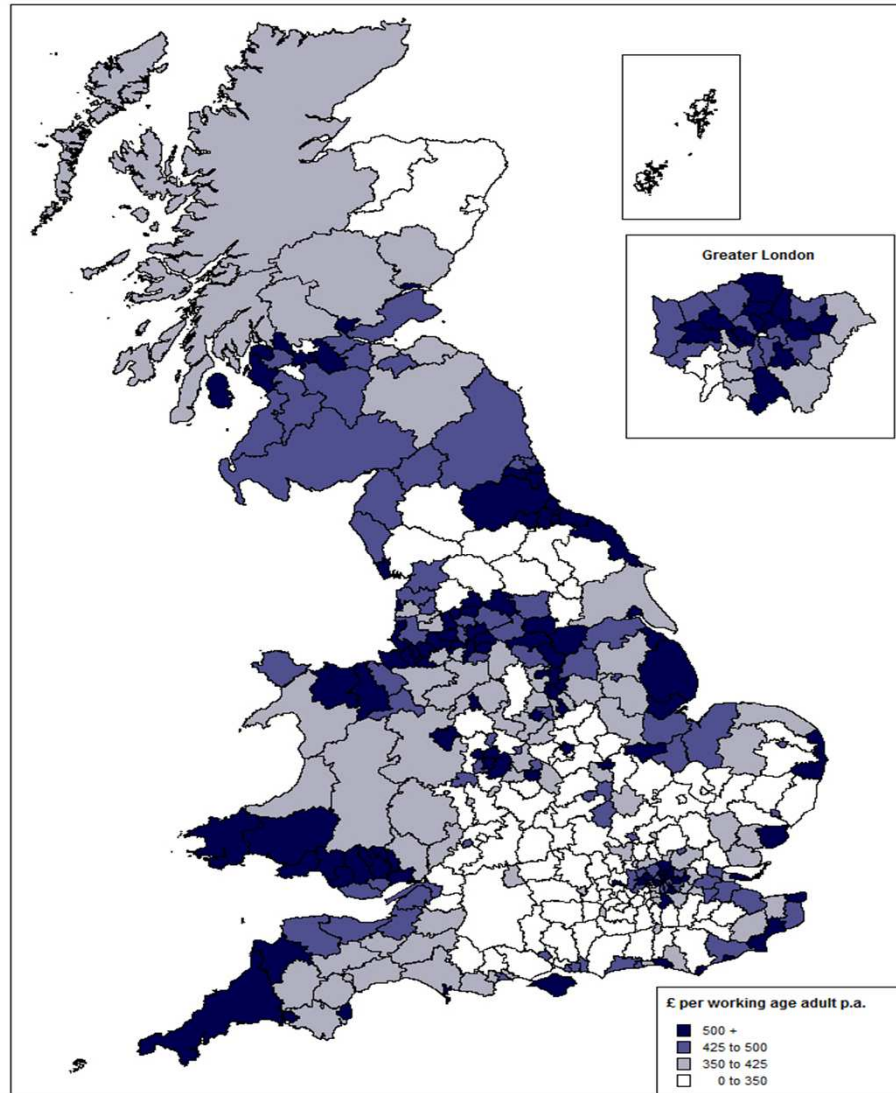 Greater London
£ per working age adult p.a.
500 +
425 to 500
350 to 425
0 to 350